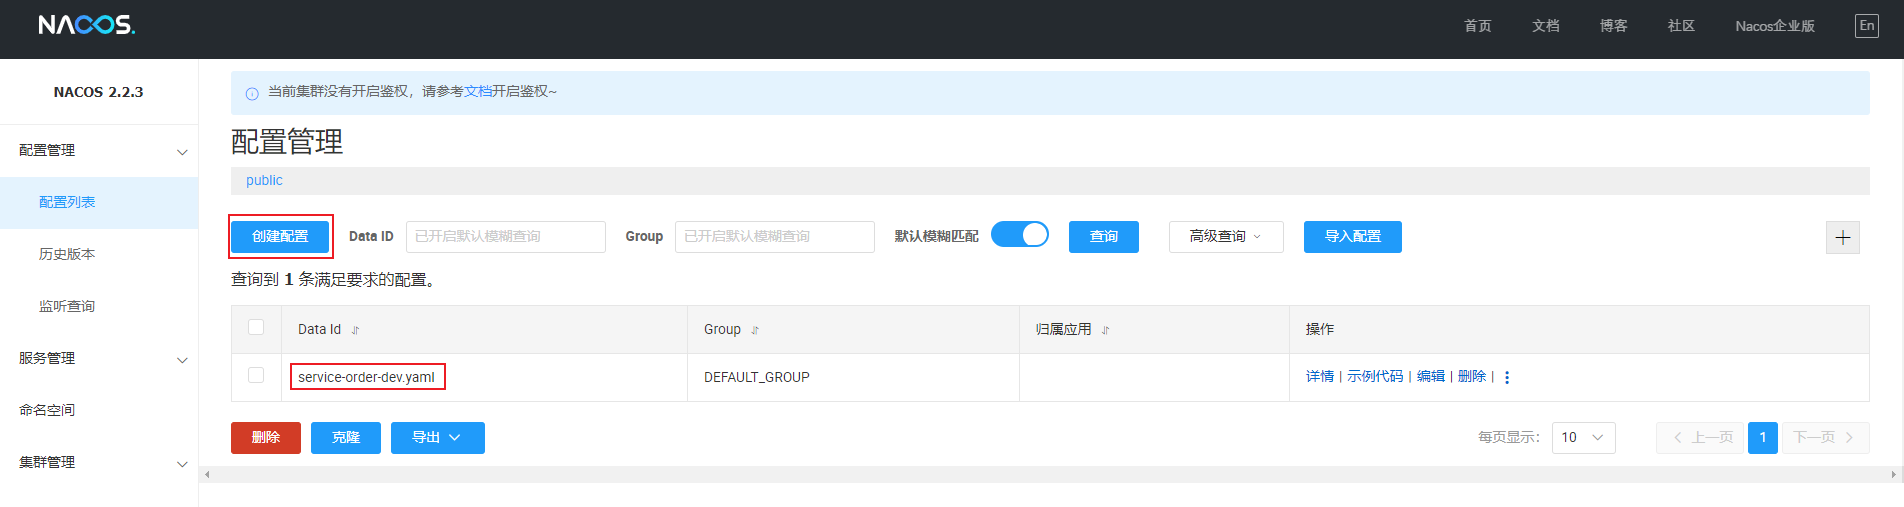 NACOS.
首页 文档 博客 社区 Nacos企业版 En
NACOS 2.2.3
配置管理
配置列表
历史版本
监听查询
服务管理
命名空间
集群管理
当前集群没有开启鉴权，请参考文档开启鉴权~
配置管理
public
创建配置 Data ID 已开启默认模糊查询 Group 已开启默认模糊查询 默认模糊匹配 查询 高级查询 导入配置
查询到 1 条满足要求的配置。
Data Id Group 归属应用 操作
service-order-dev.yaml DEFAULT_GROUP 详情 | 示例代码 | 编辑 | 删除 |
删除 克隆 导出 每页显示: 10 上一页 1 下一页